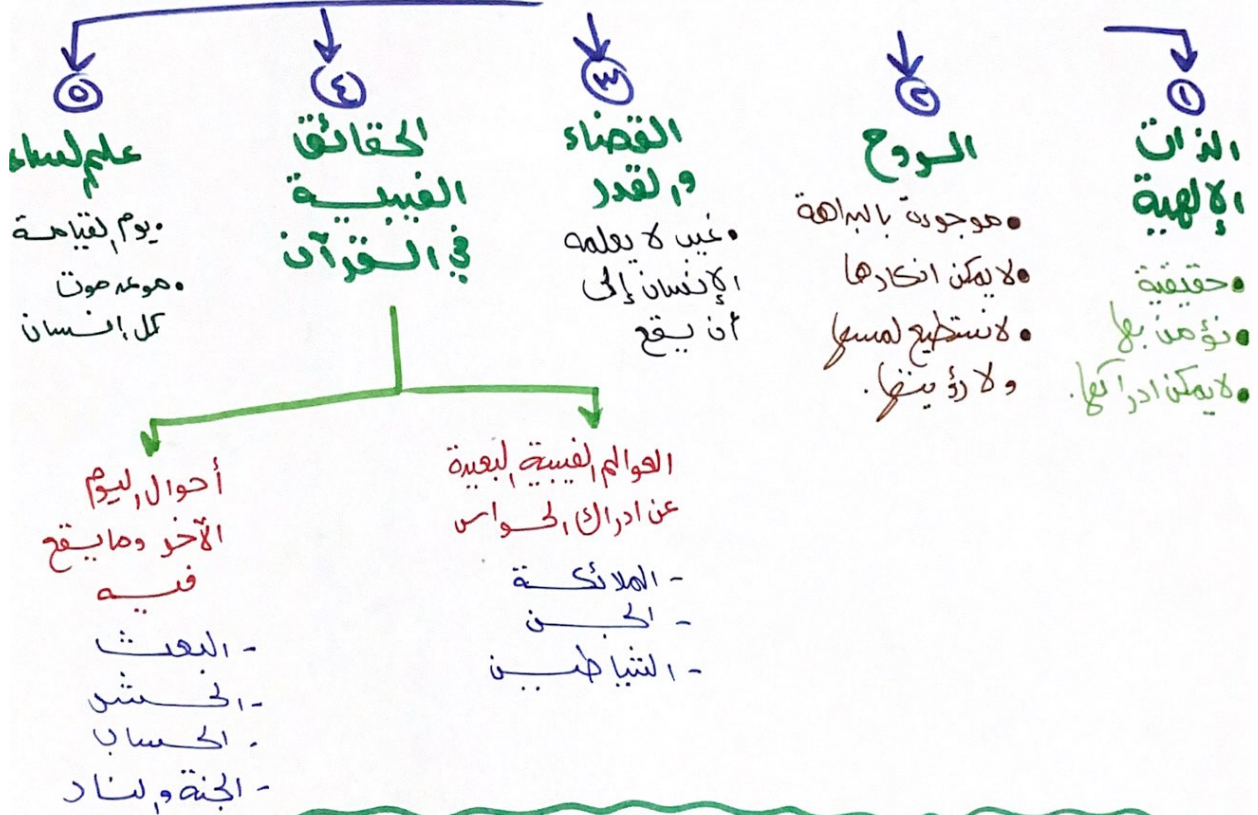 ١
الذات
الإلهية
• حقيقية
• نؤمن بها
• لا يمكن ادراكها.
٢
الروح
• موجودة بالبداهة
• لا يمكن انكارها
• لا نستطيع لمسها
ولا رؤيتها.
٣
القضاء
والقدر
• غيب لا يعلمه
الإنسان إلى
أن يقع
٤
الحقائق
الغيبية
في القرآن
العوالم الغيبية البعيدة
عن ادراك الحواس
- الملائكة
- الجن
- الشياطين
أحوال اليوم
الآخر وما يقع
فيه
- البعث
- الحشر
- الحساب
- الجنة والنار
٥
علم الساعة
• يوم القيامة
• موعد موت
كل إنسان